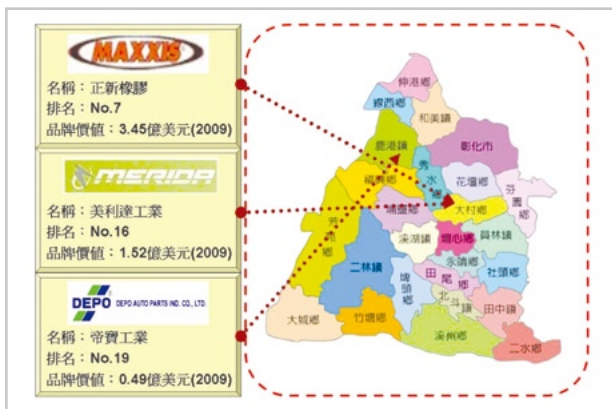 MAXXIS
名稱：正新橡膠
排名：No.7
品牌價值：3.45億美元(2009)
MERIDA
名稱：美利達工業
排名：No.16
品牌價值：1.52億美元(2009)
DEPO DEPO AUTO PARTS IND. CO., LTD.
名稱：帝寶工業
排名：No.19
品牌價值：0.49億美元(2009)
伸港鄉
線西鄉
和美鎮
鹿港鎮
彰化市
秀水鄉
福興鄉
花壇鄉
芬園鄉
埔鹽鄉
大村鄉
芳苑鄉
溪湖鎮
埔心鄉
員林鎮
永靖鄉
二林鎮
埤頭鄉
田尾鄉
社頭鄉
北斗鎮
田中鎮
大城鄉
竹塘鄉
溪州鄉
二水鄉